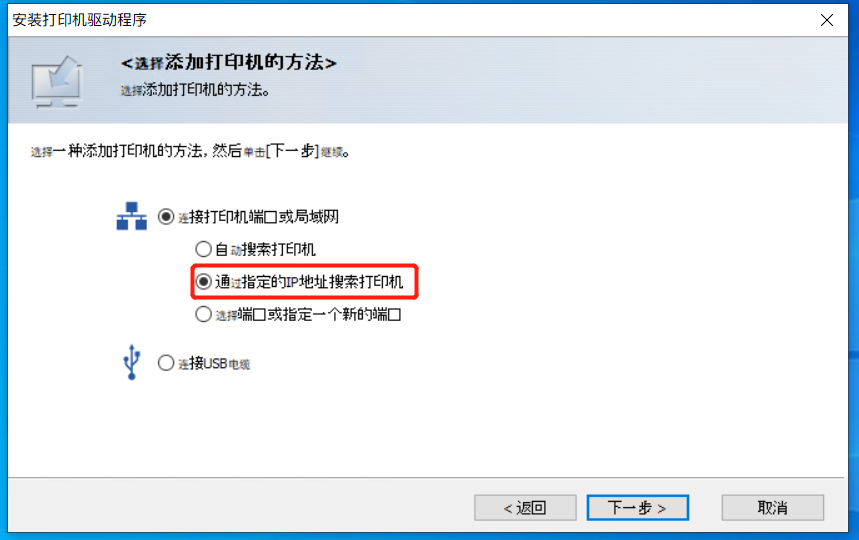 安装打印机驱动程序
<选择添加打印机的方法>
选择添加打印机的方法。
选择一种添加打印机的方法, 然后单击[下一步]继续。
连接打印机端口或局域网
自动搜索打印机
通过指定的IP地址搜索打印机
选择端口或指定一个新的端口
连接USB电缆
< 返回
下一步 >
取消